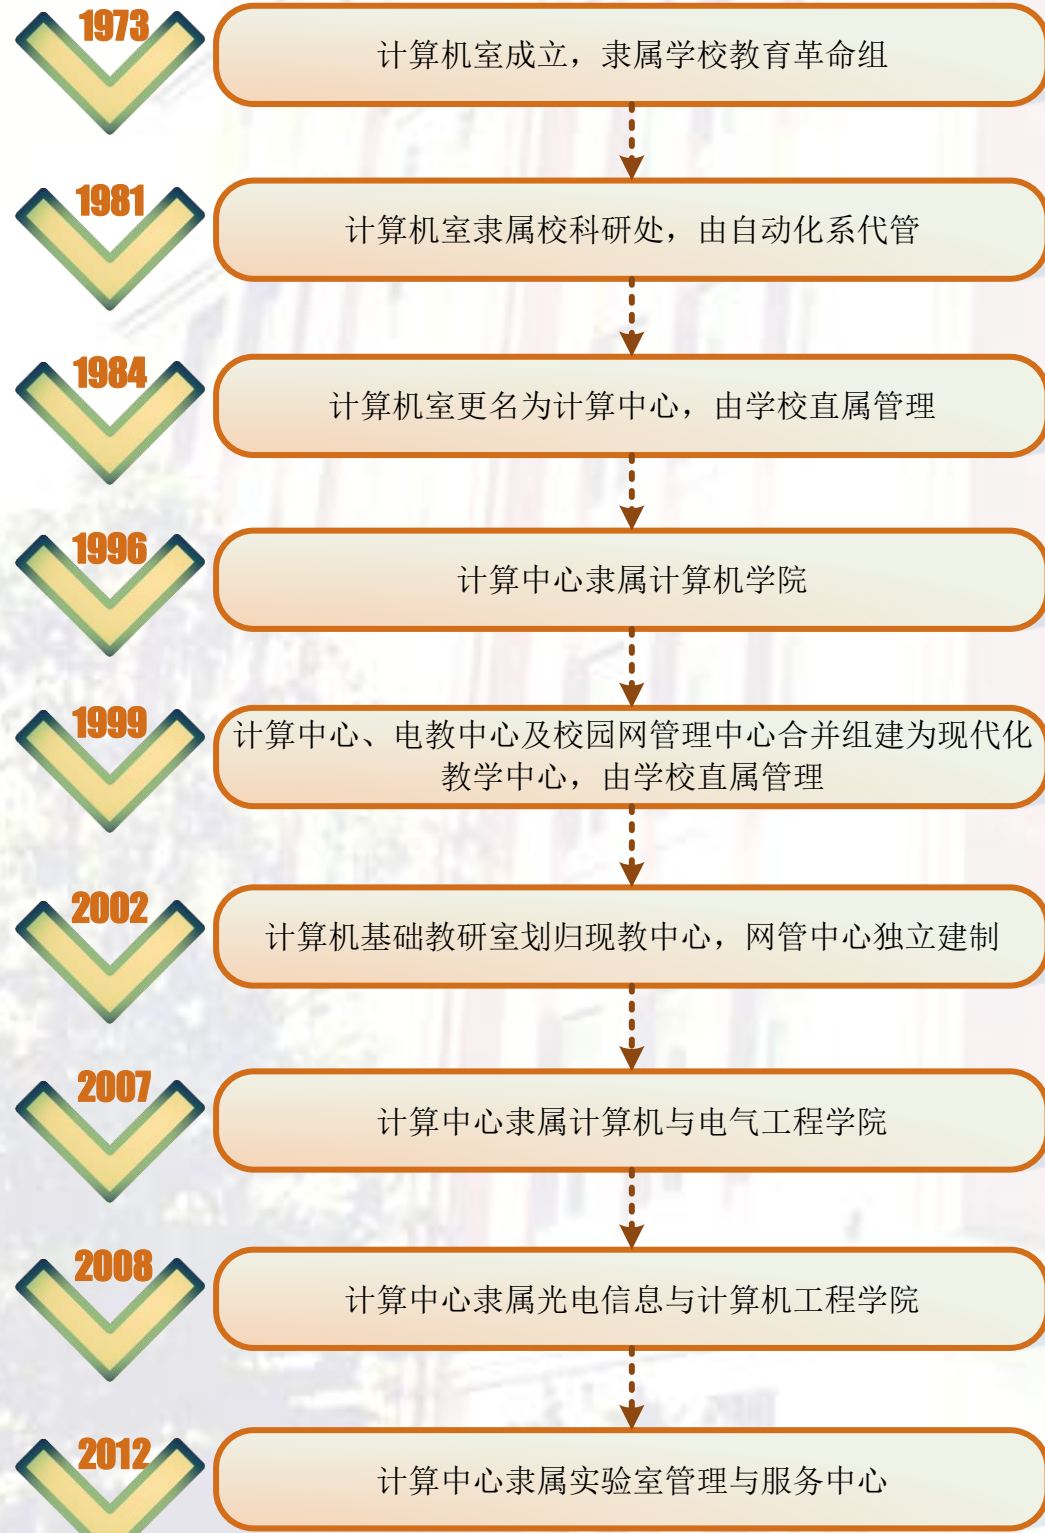 1973
计算机室成立，隶属学校教育革命组
1981
计算机室隶属校科研处，由自动化系代管
1984
计算机室更名为计算中心，由学校直属管理
1996
计算中心隶属计算机学院
1999
计算中心、电教中心及校园网管理中心合并组建为现代化
教学中心，由学校直属管理
2002
计算机基础教研室划归现教中心，网管中心独立建制
2007
计算中心隶属计算机与电气工程学院
2008
计算中心隶属光电信息与计算机工程学院
2012
计算中心隶属实验室管理与服务中心